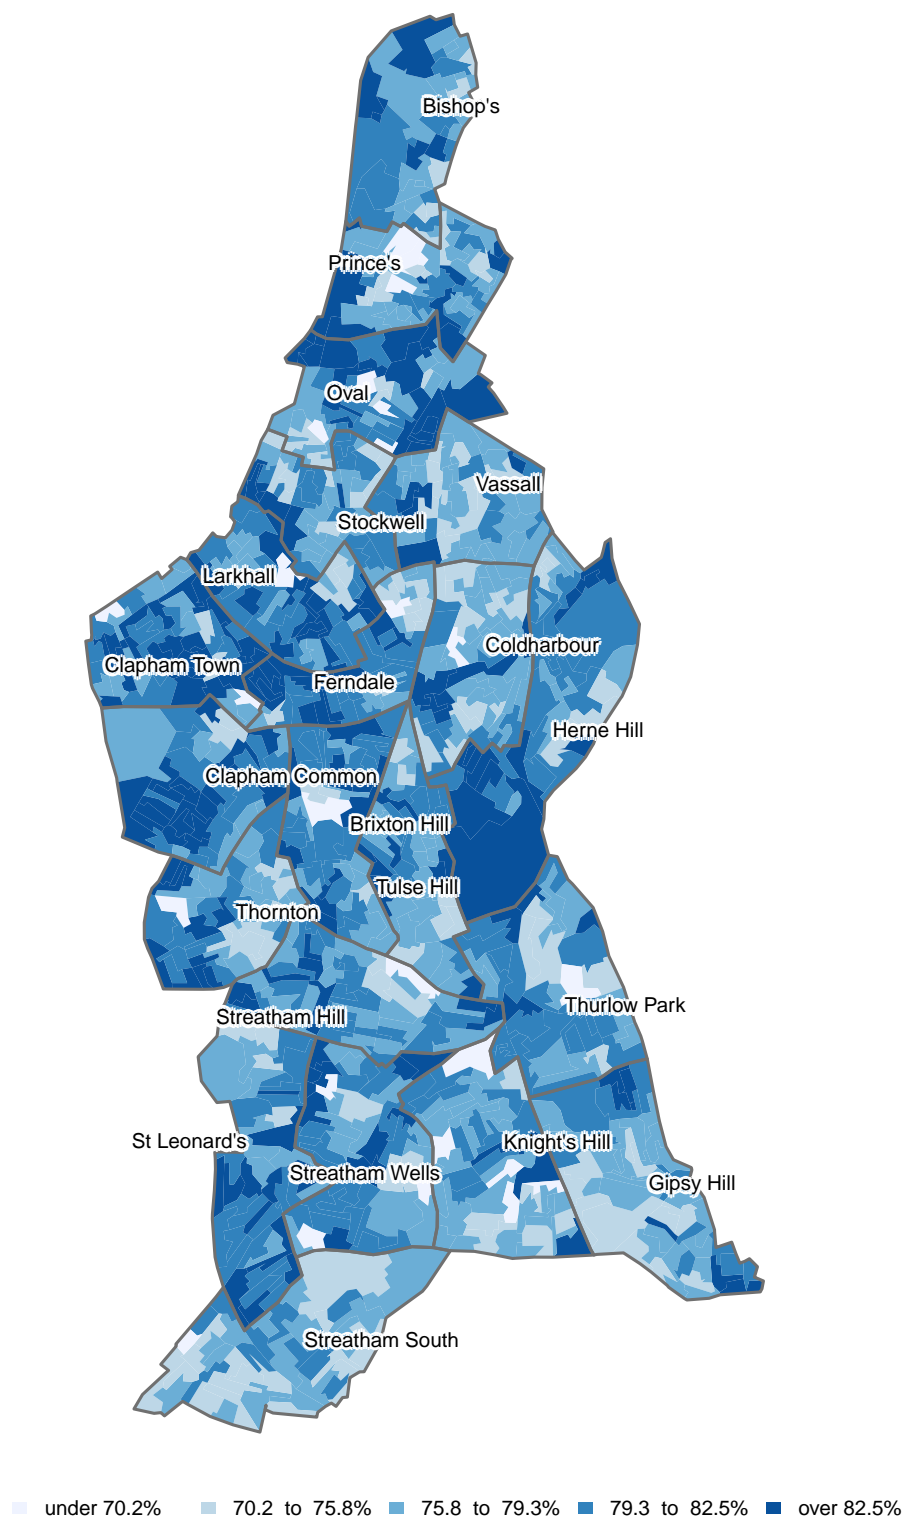 Bishop's
Prince's
Oval
Vassall
Stockwell
Larkhall
Coldharbour
Clapham Town
Ferndale
Herne Hill
Clapham Common
Brixton Hill
Tulse Hill
Thornton
Thurlow Park
Streatham Hill
St Leonard's
Knight's Hill
Streatham Wells
Gipsy Hill
Streatham South
under 70.2% 70.2 to 75.8% 75.8 to 79.3% 79.3 to 82.5% over 82.5%